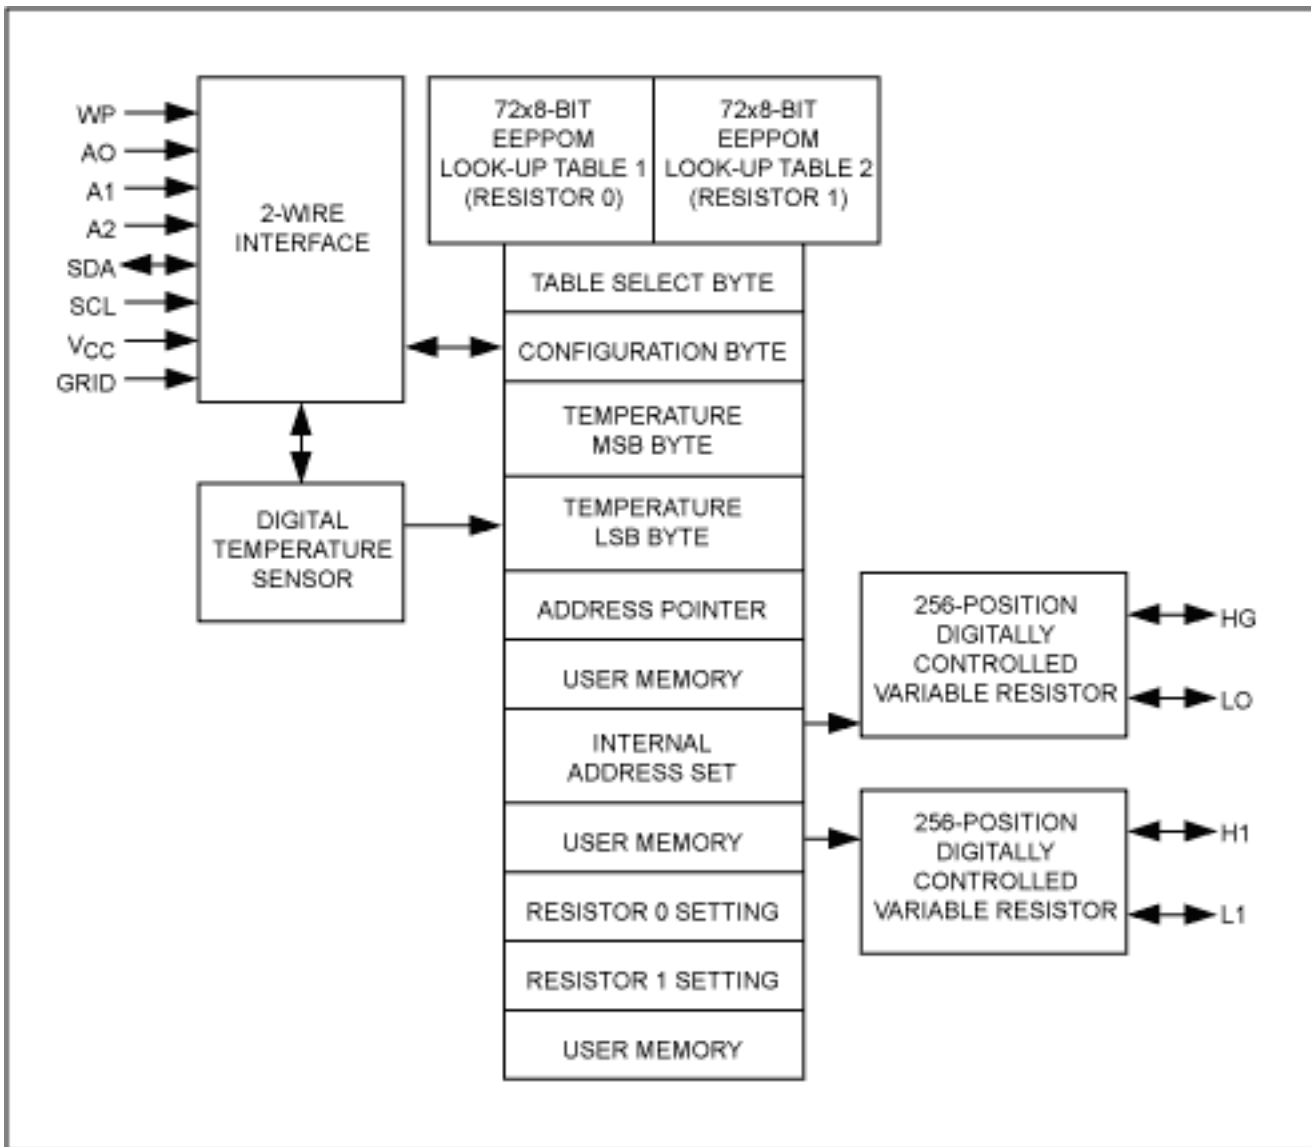 WP
AO
A1
A2
SDA
SCL
VCC
GRID
2-WIRE
INTERFACE
72x8-BIT
EEPPOM
LOOK-UP TABLE 1
(RESISTOR 0)
72x8-BIT
EEPPOM
LOOK-UP TABLE 2
(RESISTOR 1)
TABLE SELECT BYTE
CONFIGURATION BYTE
TEMPERATURE
MSB BYTE
TEMPERATURE
LSB BYTE
ADDRESS POINTER
USER MEMORY
INTERNAL
ADDRESS SET
USER MEMORY
RESISTOR 0 SETTING
RESISTOR 1 SETTING
USER MEMORY
DIGITAL
TEMPERATURE
SENSOR
256-POSITION
DIGITALLY
CONTROLLED
VARIABLE RESISTOR
HG
LO
256-POSITION
DIGITALLY
CONTROLLED
VARIABLE RESISTOR
H1
L1